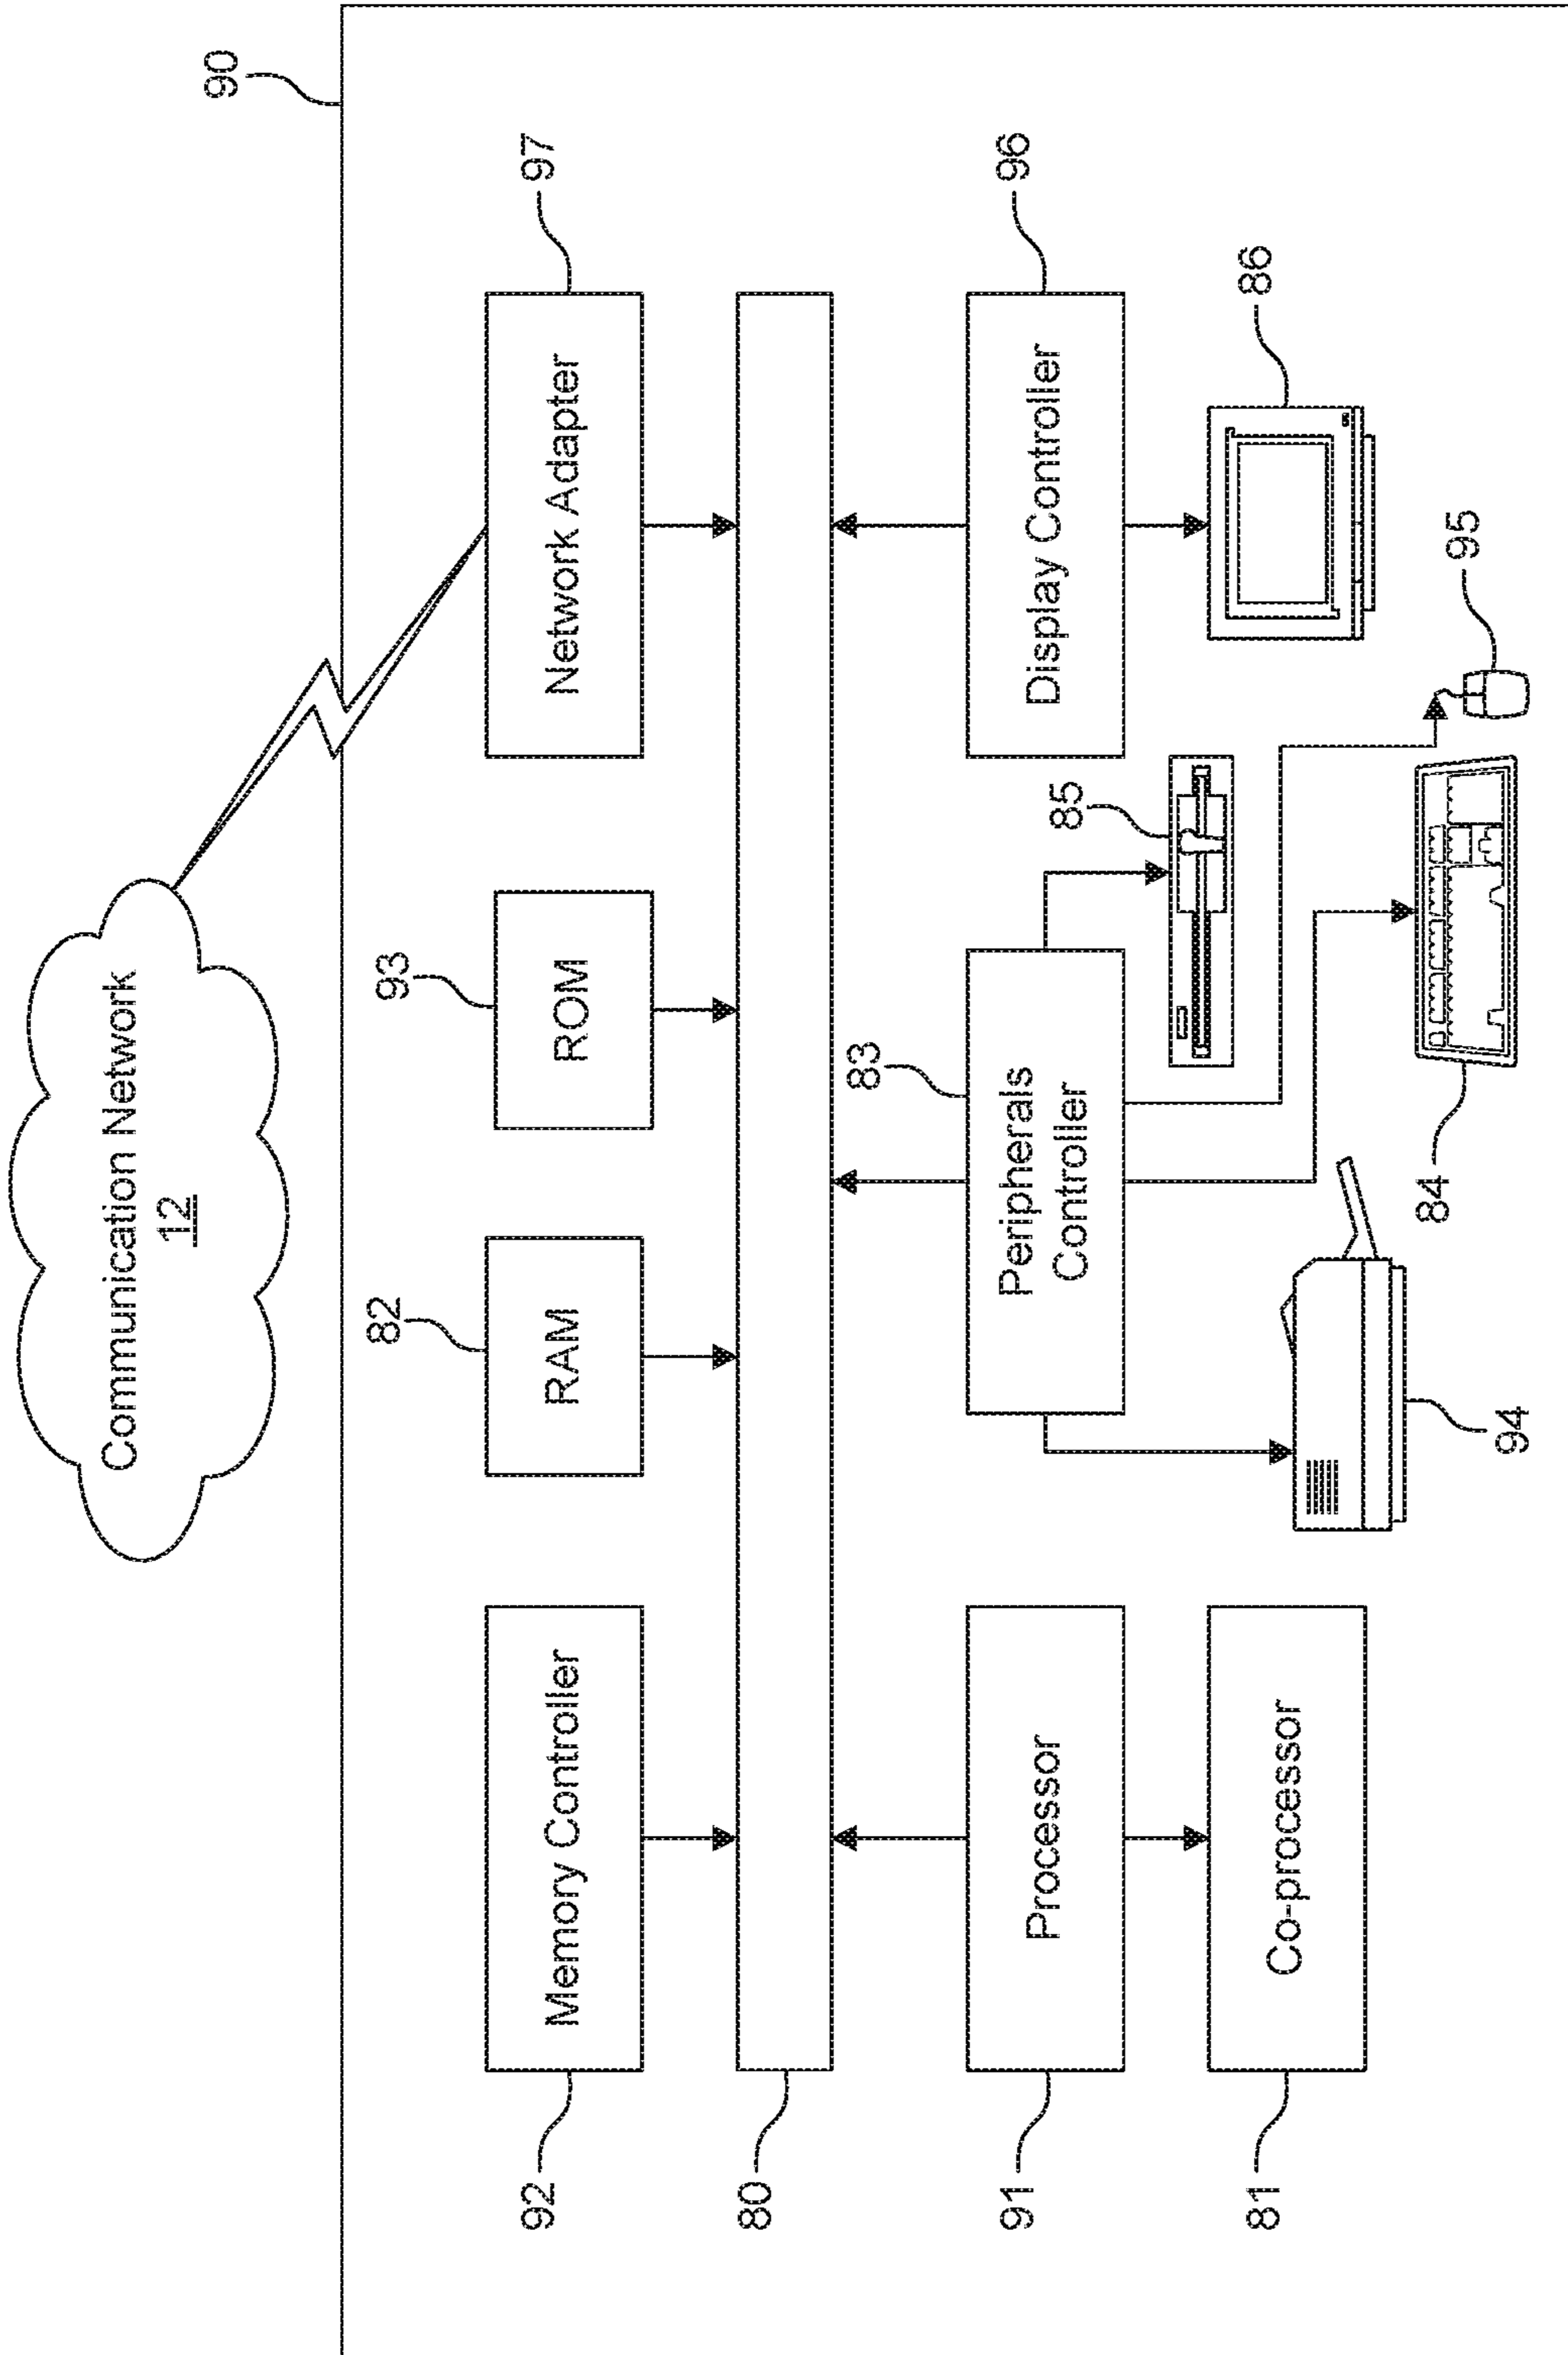 Communication Network
12
90
92
Memory Controller
82
RAM
93
ROM
97
Network Adapter
80
91
Processor
83
Peripherals
Controller
96
Display Controller
85
86
81
Co-processor
94
84
95